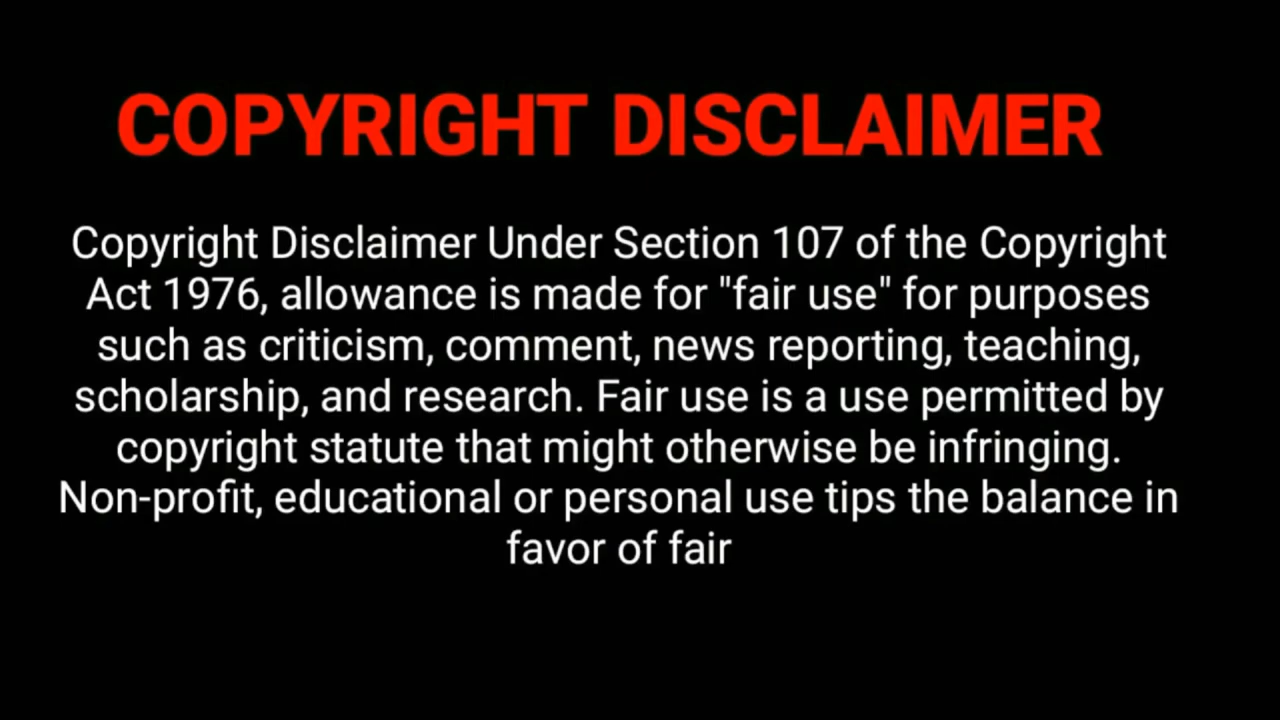 COPYRIGHT DISCLAIMER
Copyright Disclaimer Under Section 107 of the Copyright
Act 1976, allowance is made for "fair use" for purposes
such as criticism, comment, news reporting, teaching,
scholarship, and research. Fair use is a use permitted by
copyright statute that might otherwise be infringing.
Non-profit, educational or personal use tips the balance in
favor of fair